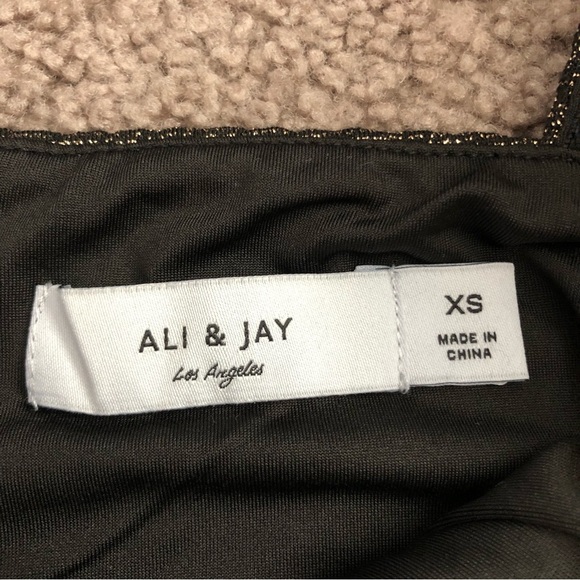 ALI & JAY
Los Angeles
XS
MADE IN
CHINA